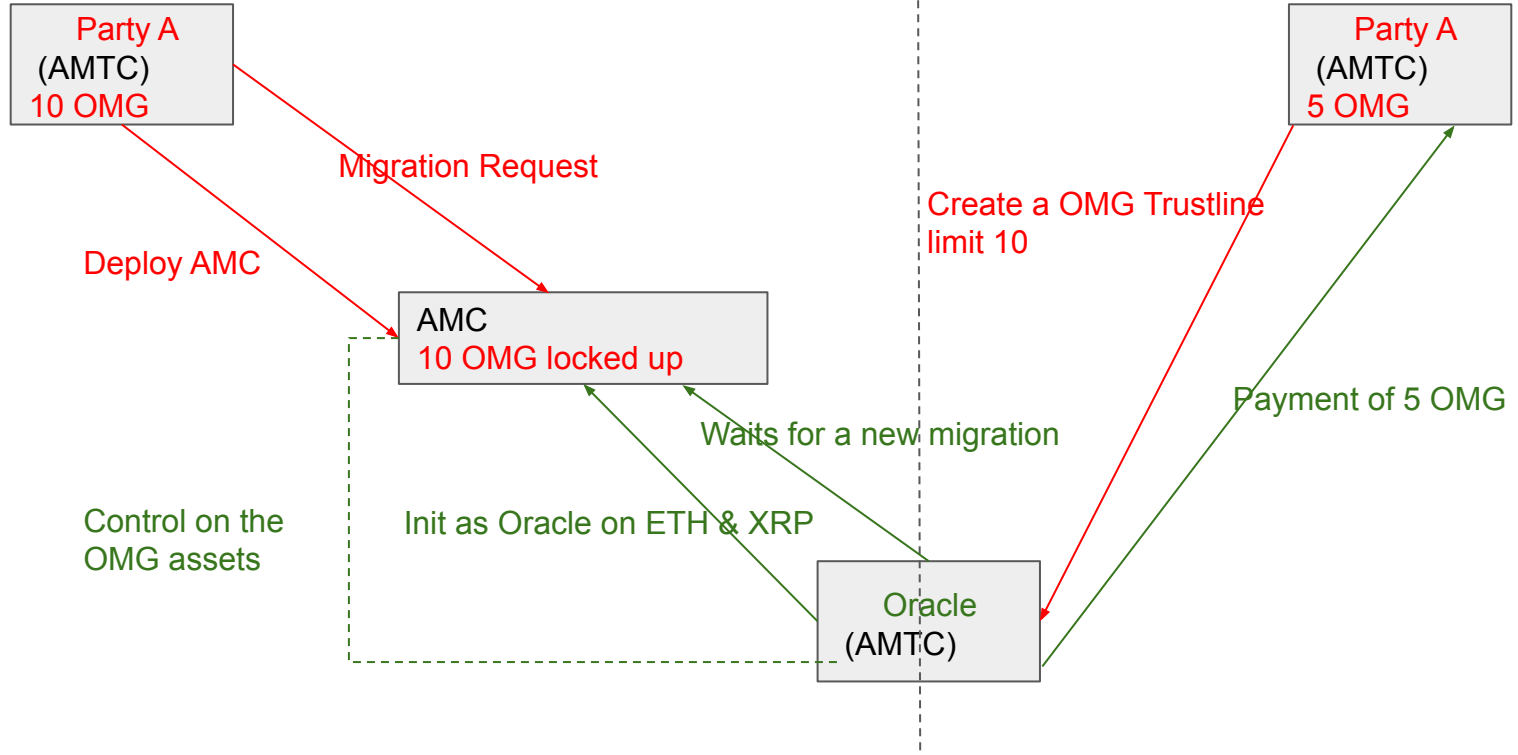 Party A
(AMTC)
10 OMG
Party A
(AMTC)
5 OMG
Migration Request
Create a OMG Trustline
limit 10
Deploy AMC
AMC
10 OMG locked up
Payment of 5 OMG
Waits for a new migration
Control on the
OMG assets
Init as Oracle on ETH & XRP
Oracle
(AMTC)